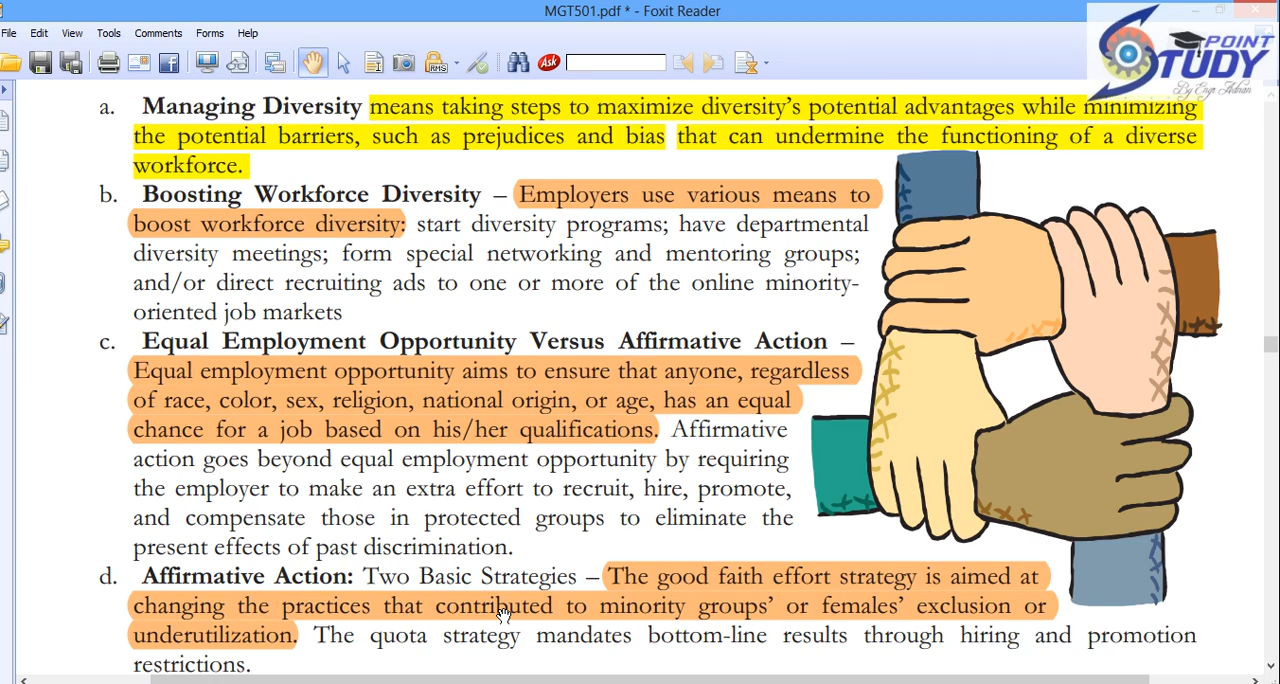 MGT501.pdf * - Foxit Reader
File Edit View Tools Comments Forms Help
RMS Ask
POINT
STUDY
By Engr. Adnan
a. Managing Diversity means taking steps to maximize diversity's potential advantages while minimizing
the potential barriers, such as prejudices and bias that can undermine the functioning of a diverse
workforce.
b. Boosting Workforce Diversity – Employers use various means to
boost workforce diversity: start diversity programs; have departmental
diversity meetings; form special networking and mentoring groups;
and/or direct recruiting ads to one or more of the online minority-
oriented job markets
c. Equal Employment Opportunity Versus Affirmative Action –
Equal employment opportunity aims to ensure that anyone, regardless
of race, color, sex, religion, national origin, or age, has an equal
chance for a job based on his/her qualifications. Affirmative
action goes beyond equal employment opportunity by requiring
the employer to make an extra effort to recruit, hire, promote,
and compensate those in protected groups to eliminate the
present effects of past discrimination.
d. Affirmative Action: Two Basic Strategies – The good faith effort strategy is aimed at
changing the practices that contributed to minority groups' or females' exclusion or
underutilization. The quota strategy mandates bottom-line results through hiring and promotion
restrictions.